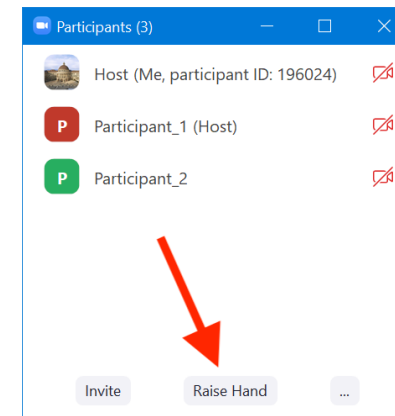 Participants (3)
Host (Me, participant ID: 196024)
P Participant_1 (Host)
P Participant_2
Invite Raise Hand ...